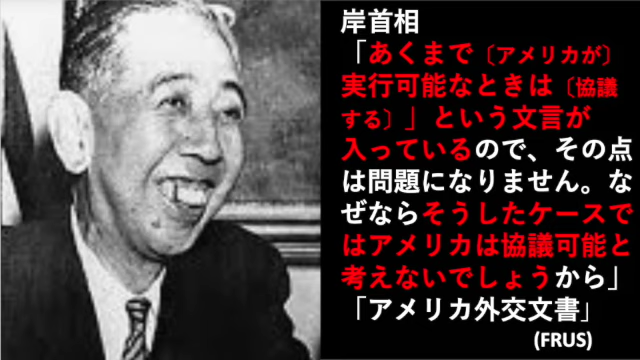 岸首相
「あくまで〔アメリカが〕
実行可能なときは〔協議
する〕」という文言が
入っているので、その点
は問題になりません。な
ぜならそうしたケースで
はアメリカは協議可能と
考えないでしょうから」
「アメリカ外交文書」
(FRUS)